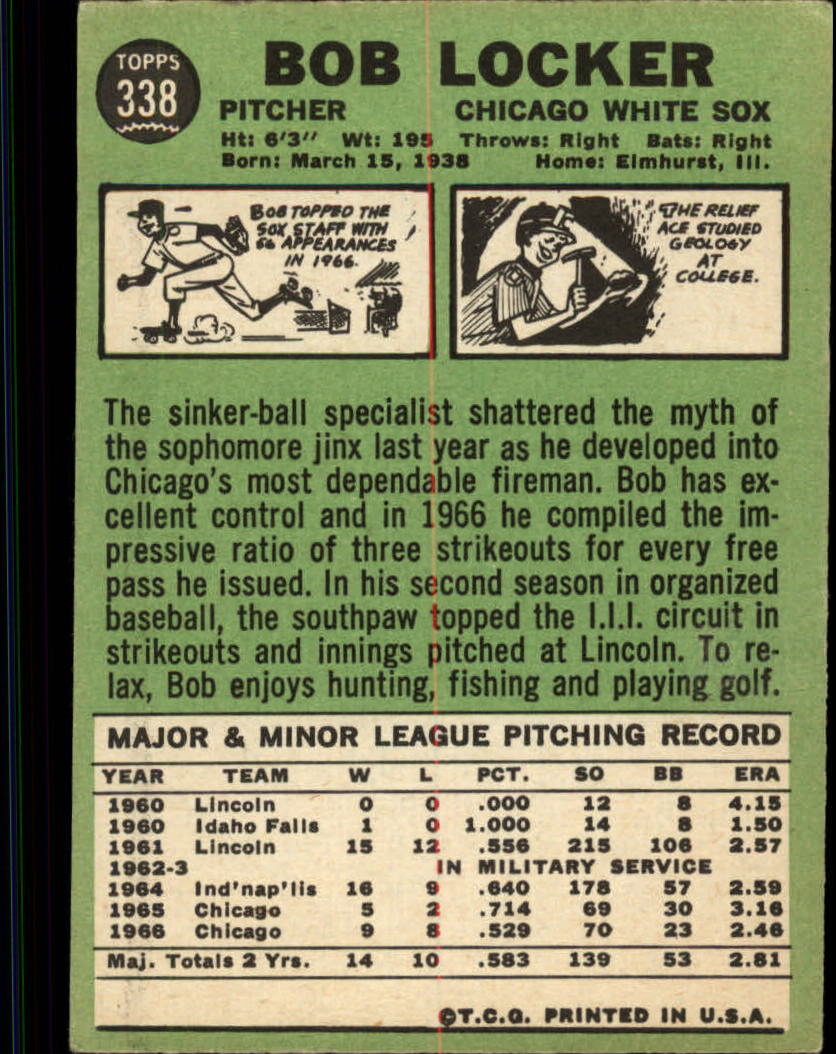 TOPPS
338
BOB LOCKER
PITCHER CHICAGO WHITE SOX
Ht: 6'3" Wt: 195 Throws: Right Bats: Right
Born: March 15, 1938 Home: Elmhurst, Ill.
BOB TOPPED THE
SOX STAFF WITH
56 APPEARANCES
IN 1966.
THE RELIEF
ACE STUDIED
GEOLOGY
AT
COLLEGE.
The sinker-ball specialist shattered the myth of
the sophomore jinx last year as he developed into
Chicago's most dependable fireman. Bob has ex-
cellent control and in 1966 he compiled the im-
pressive ratio of three strikeouts for every free
pass he issued. In his second season in organized
baseball, the southpaw topped the I.I.I. circuit in
strikeouts and innings pitched at Lincoln. To re-
lax, Bob enjoys hunting, fishing and playing golf.
MAJOR & MINOR LEAGUE PITCHING RECORD
YEAR TEAM W L PCT. SO BB ERA
1960 Lincoln 0 0 .000 12 8 4.15
1960 Idaho Falls 1 0 1.000 14 8 1.50
1961 Lincoln 15 12 .556 215 106 2.57
1962-3 IN MILITARY SERVICE
1964 Ind'nap'lis 16 9 .640 178 57 2.59
1965 Chicago 5 2 .714 69 30 3.16
1966 Chicago 9 8 .529 70 23 2.46
Maj. Totals 2 Yrs. 14 10 .583 139 53 2.81
©T.C.G. PRINTED IN U.S.A.